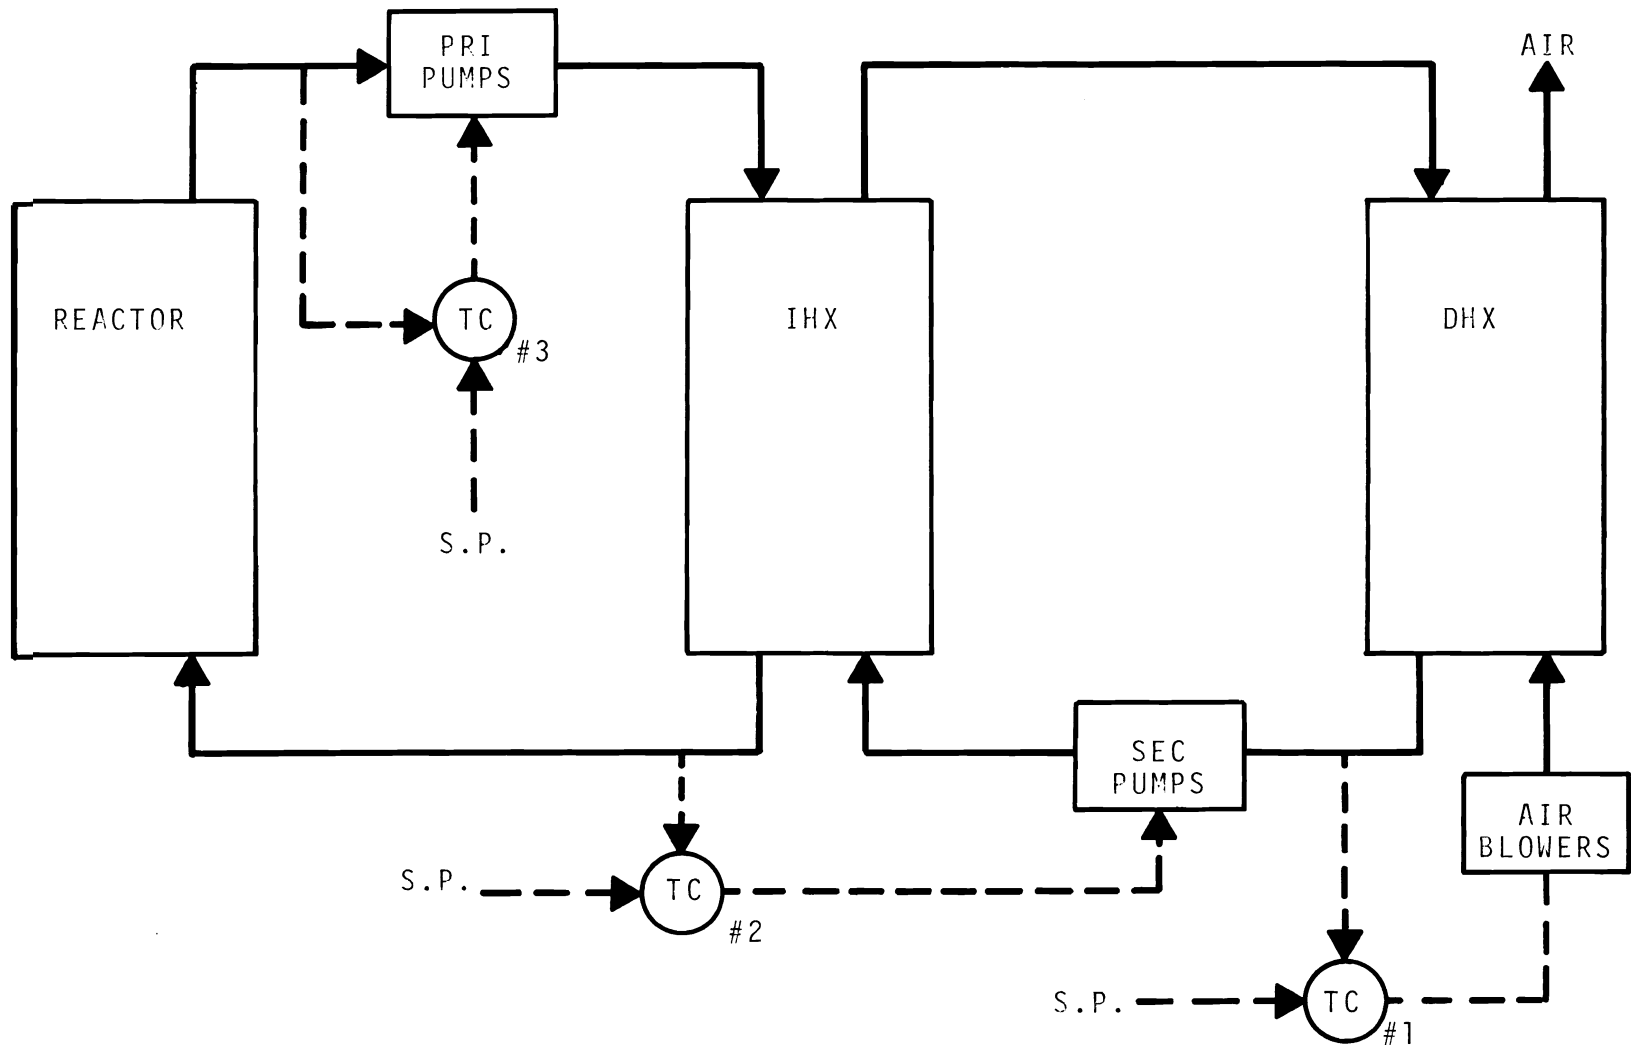 PRI
PUMPS
AIR
REACTOR
TC
#3
IHX
DHX
S.P.
SEC
PUMPS
AIR
BLOWERS
S.P.
TC
#2
S.P.
TC
#1